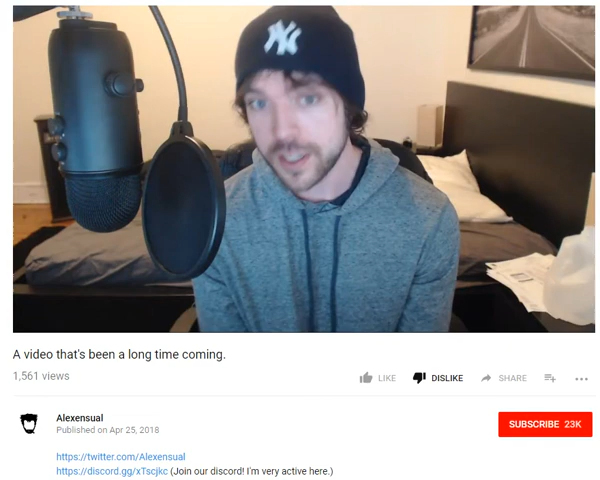 NY
A video that's been a long time coming.
1,561 views
LIKE DISLIKE SHARE
Alexensual
Published on Apr 25, 2018
SUBSCRIBE 23K
https://twitter.com/Alexensual
https://discord.gg/xTscjkc (Join our discord! I'm very active here.)